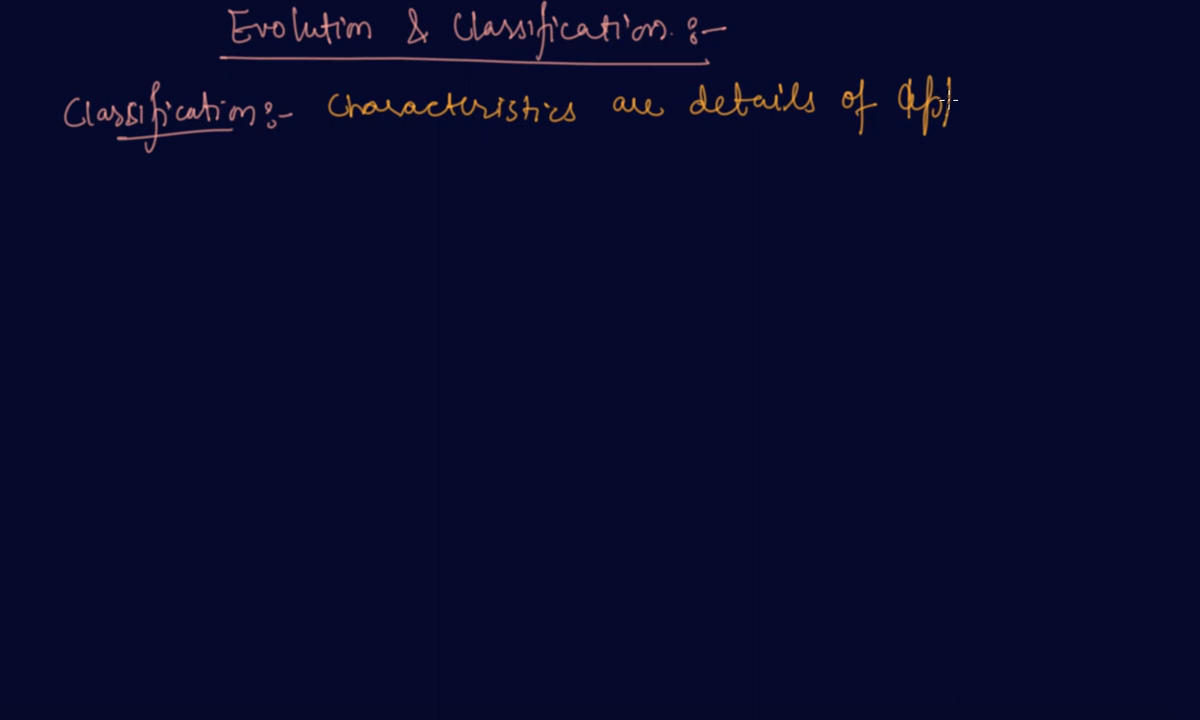 Evolution & Classification :-
Classification :- Characteristics are details of